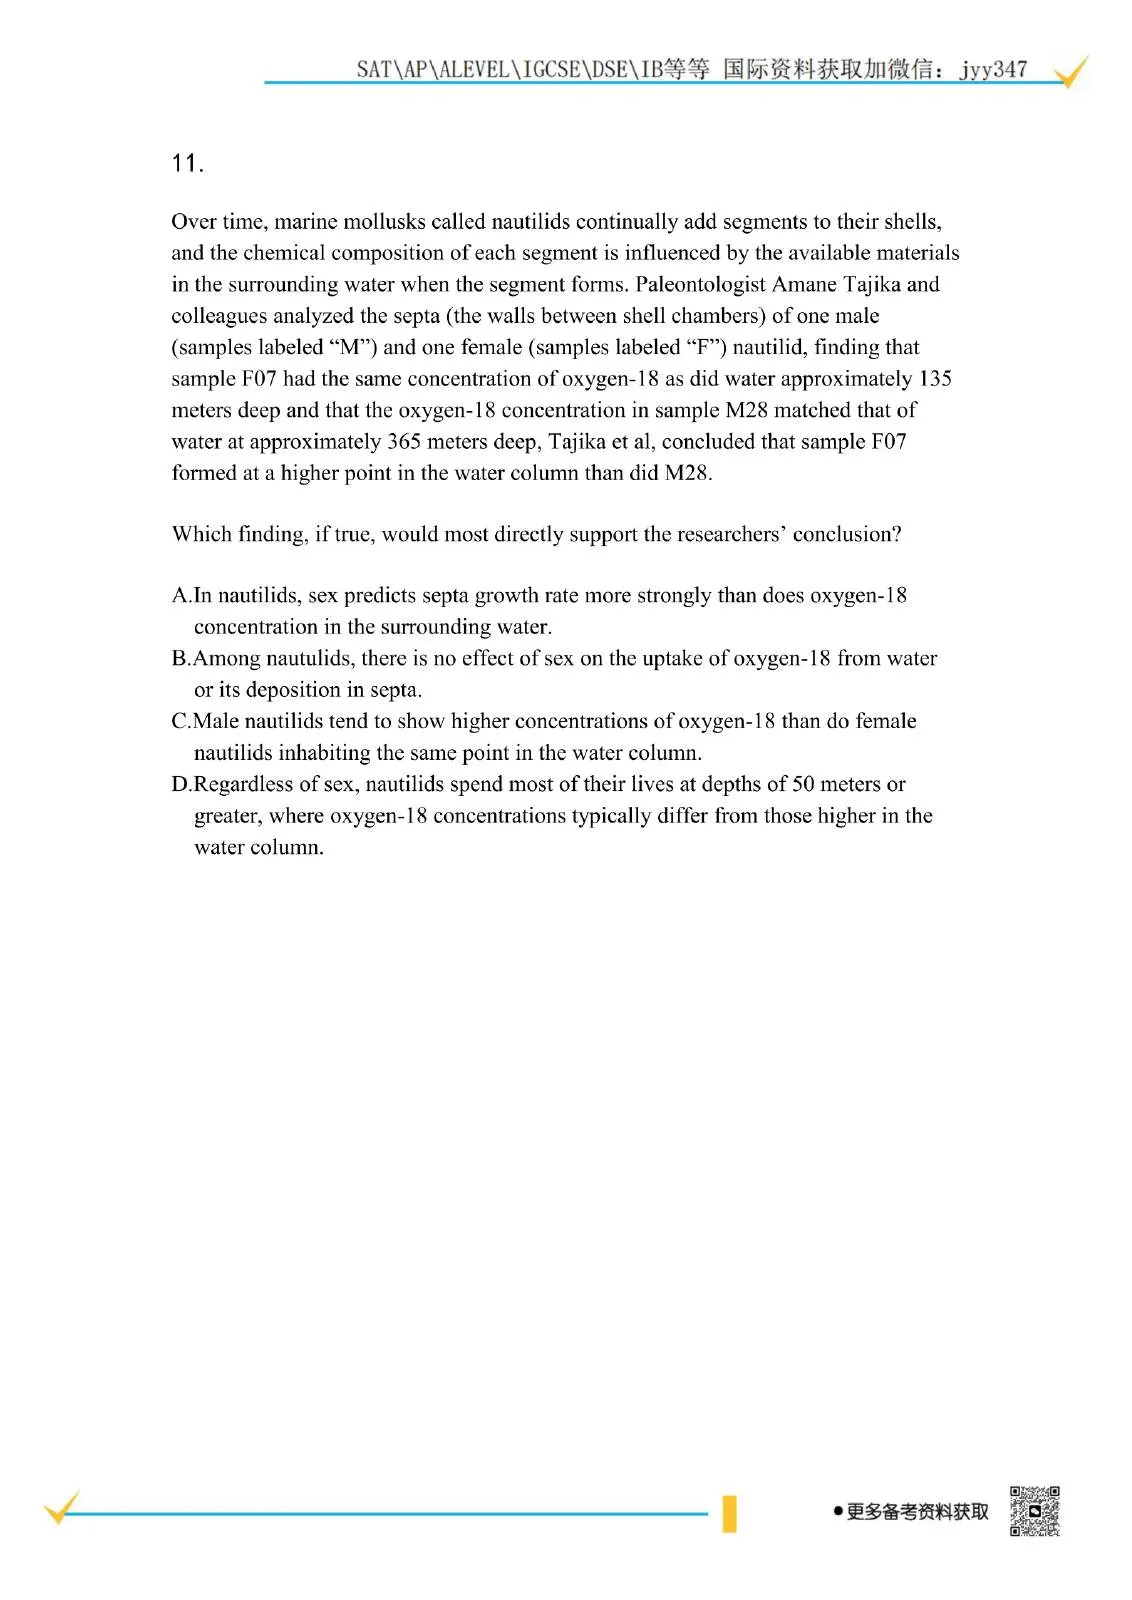 SAT\AP\ALEVEL\IGCSE\DSE\IB等等 国际资料获取加微信：jyy347
11.
Over time, marine mollusks called nautilids continually add segments to their shells,
and the chemical composition of each segment is influenced by the available materials
in the surrounding water when the segment forms. Paleontologist Amane Tajika and
colleagues analyzed the septa (the walls between shell chambers) of one male
(samples labeled “M”) and one female (samples labeled “F”) nautilid, finding that
sample F07 had the same concentration of oxygen-18 as did water approximately 135
meters deep and that the oxygen-18 concentration in sample M28 matched that of
water at approximately 365 meters deep, Tajika et al, concluded that sample F07
formed at a higher point in the water column than did M28.
Which finding, if true, would most directly support the researchers’ conclusion?
A.In nautilids, sex predicts septa growth rate more strongly than does oxygen-18
concentration in the surrounding water.
B.Among nautulids, there is no effect of sex on the uptake of oxygen-18 from water
or its deposition in septa.
C.Male nautilids tend to show higher concentrations of oxygen-18 than do female
nautilids inhabiting the same point in the water column.
D.Regardless of sex, nautilids spend most of their lives at depths of 50 meters or
greater, where oxygen-18 concentrations typically differ from those higher in the
water column.
●更多备考资料获取